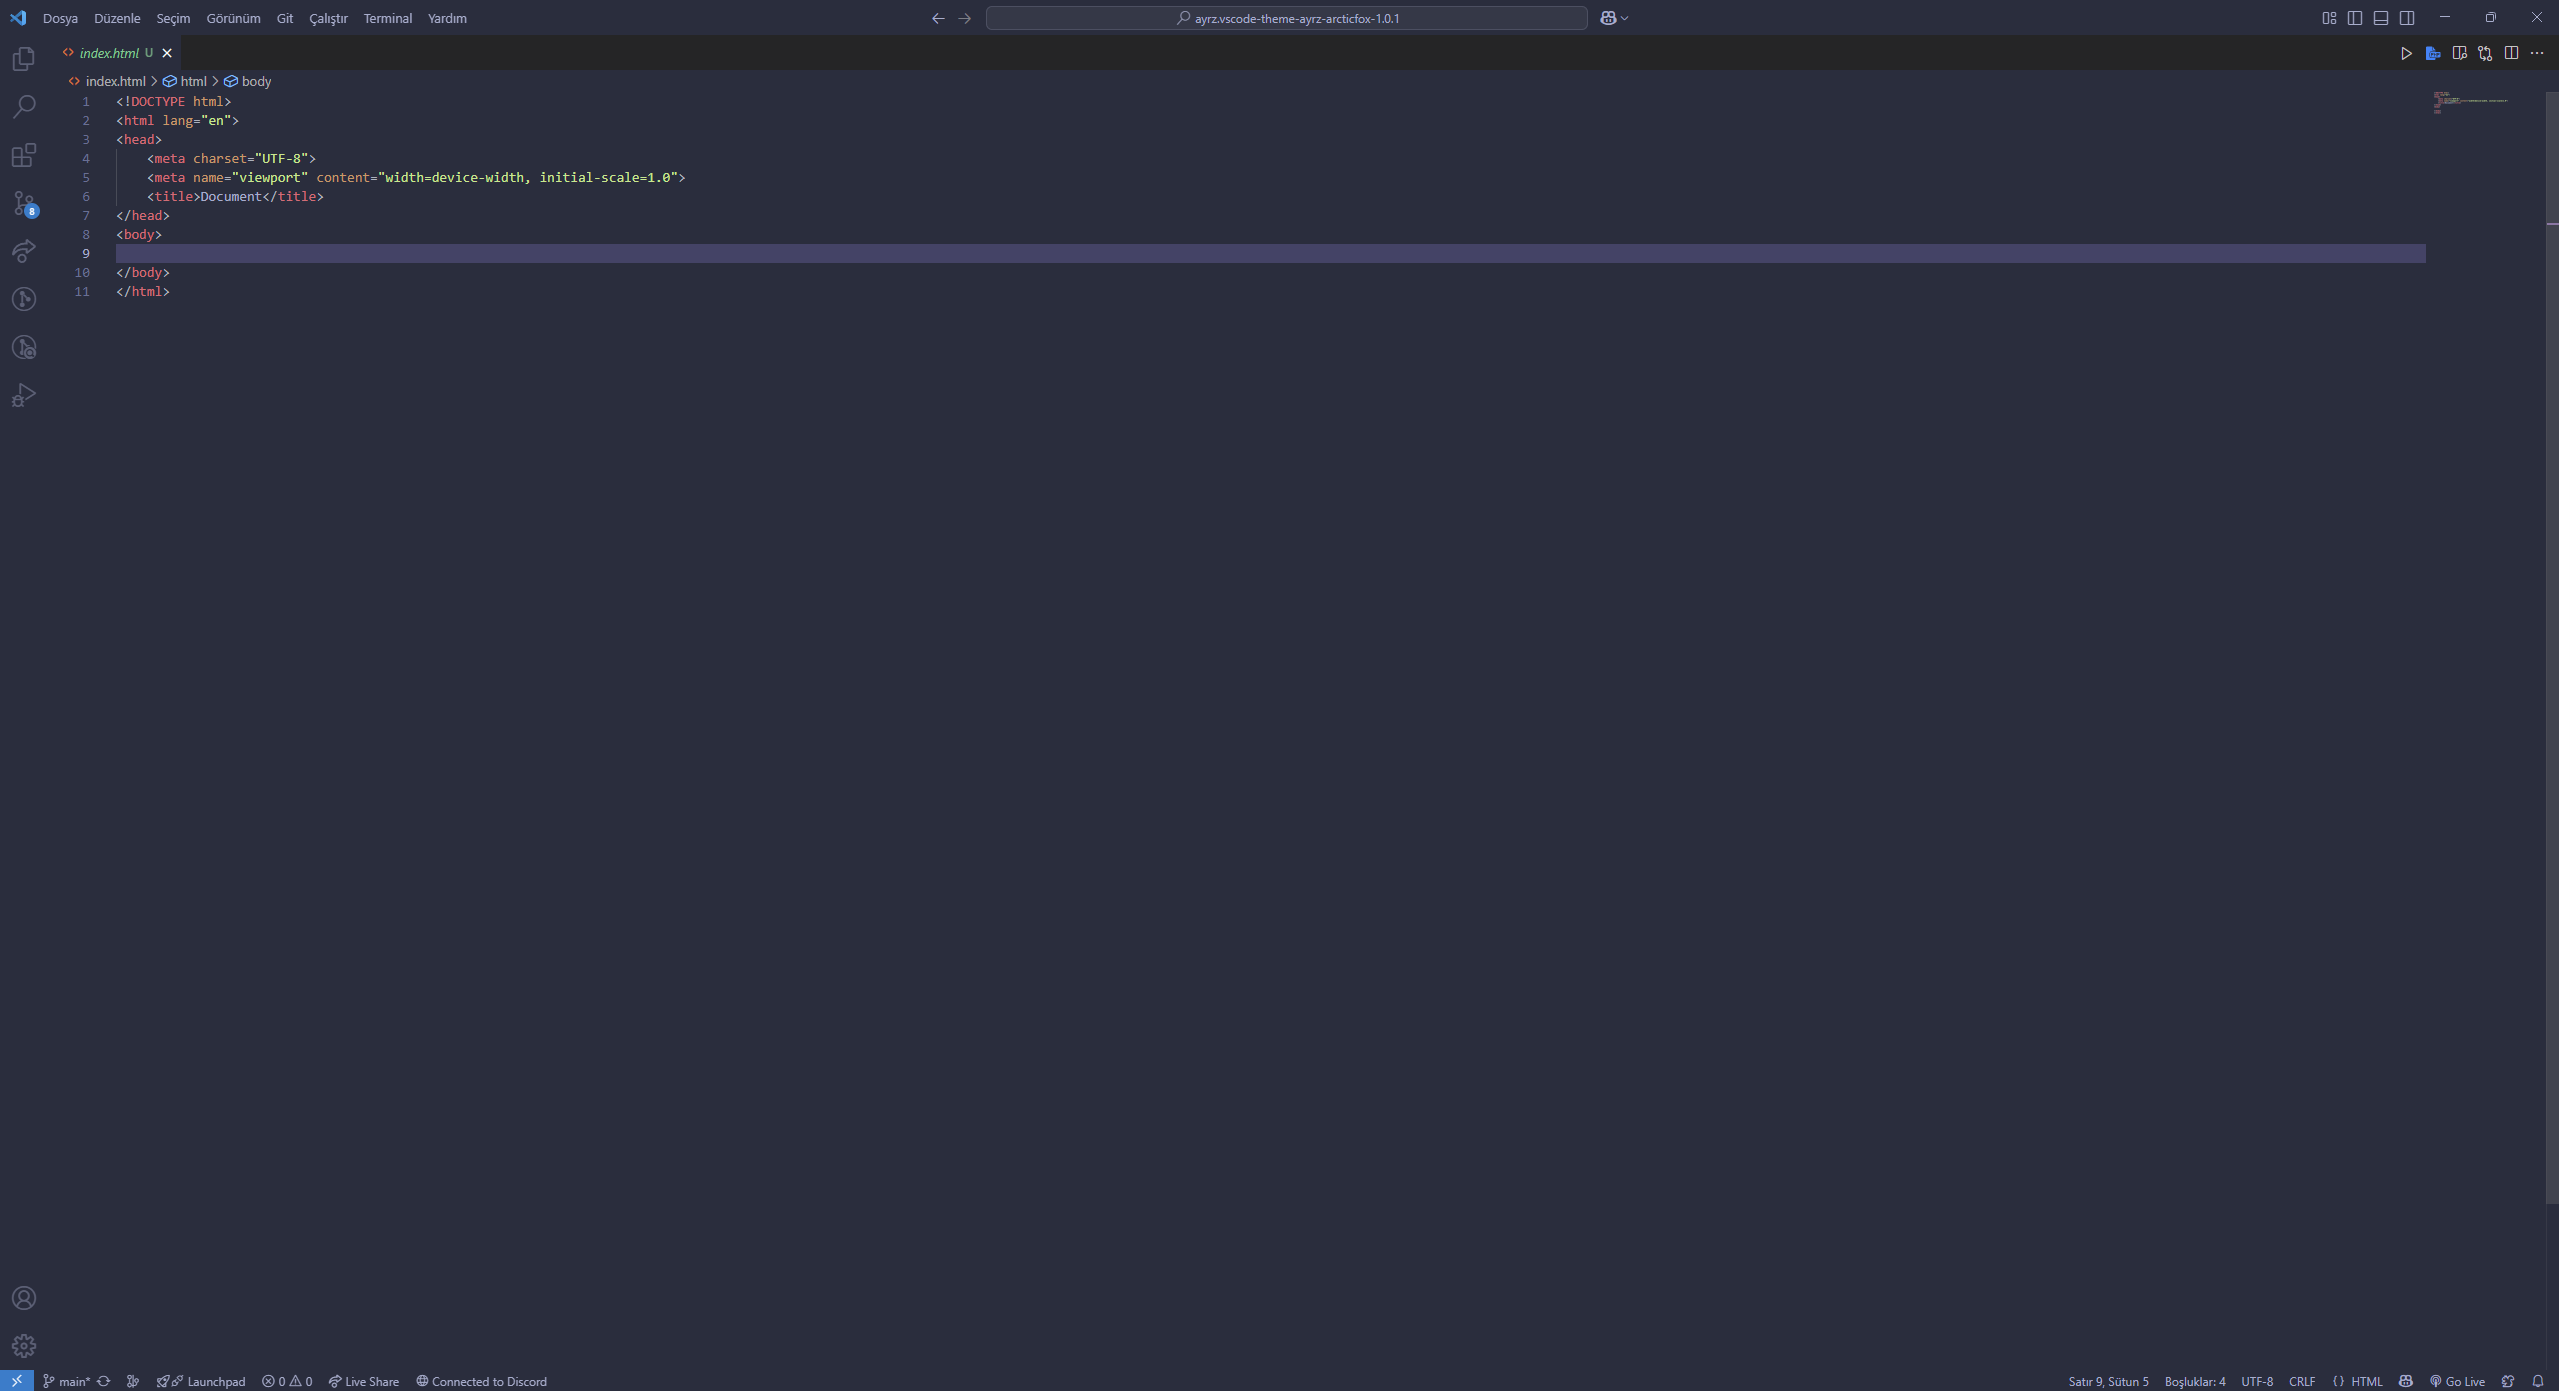 Dosya Düzenle Seçim Görünüm Git Çalıştır Terminal Yardım
ayrz.vscode-theme-ayrz-arcticfox-1.0.1
index.html U
index.html > html > body
1 <!DOCTYPE html>
2 <html lang="en">
3 <head>
4     <meta charset="UTF-8">
5     <meta name="viewport" content="width=device-width, initial-scale=1.0">
6     <title>Document</title>
7 </head>
8 <body>
9
10 </body>
11 </html>
8
main* Launchpad 0 0 Live Share Connected to Discord
Satır 9, Sütun 5 Boşluklar: 4 UTF-8 CRLF {} HTML Go Live